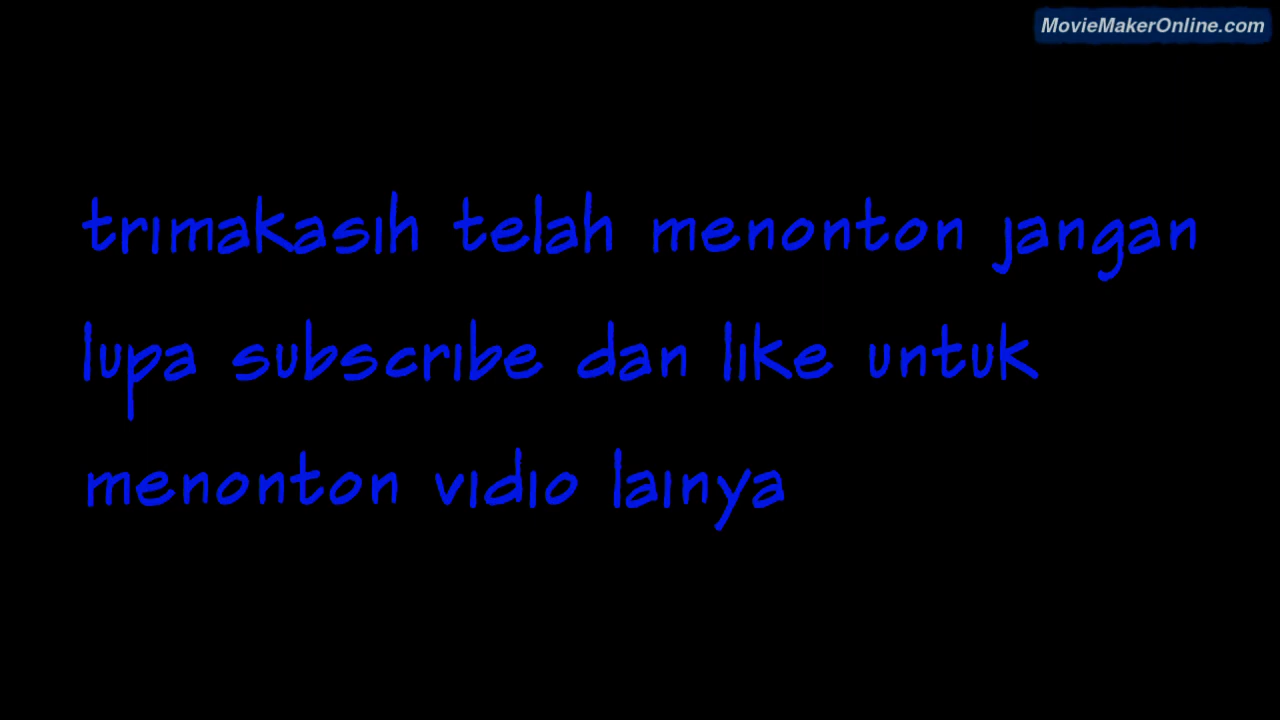 MovieMakerOnline.com
trimakasih telah menonton jangan
lupa subscribe dan like untuk
menonton vidio lainya